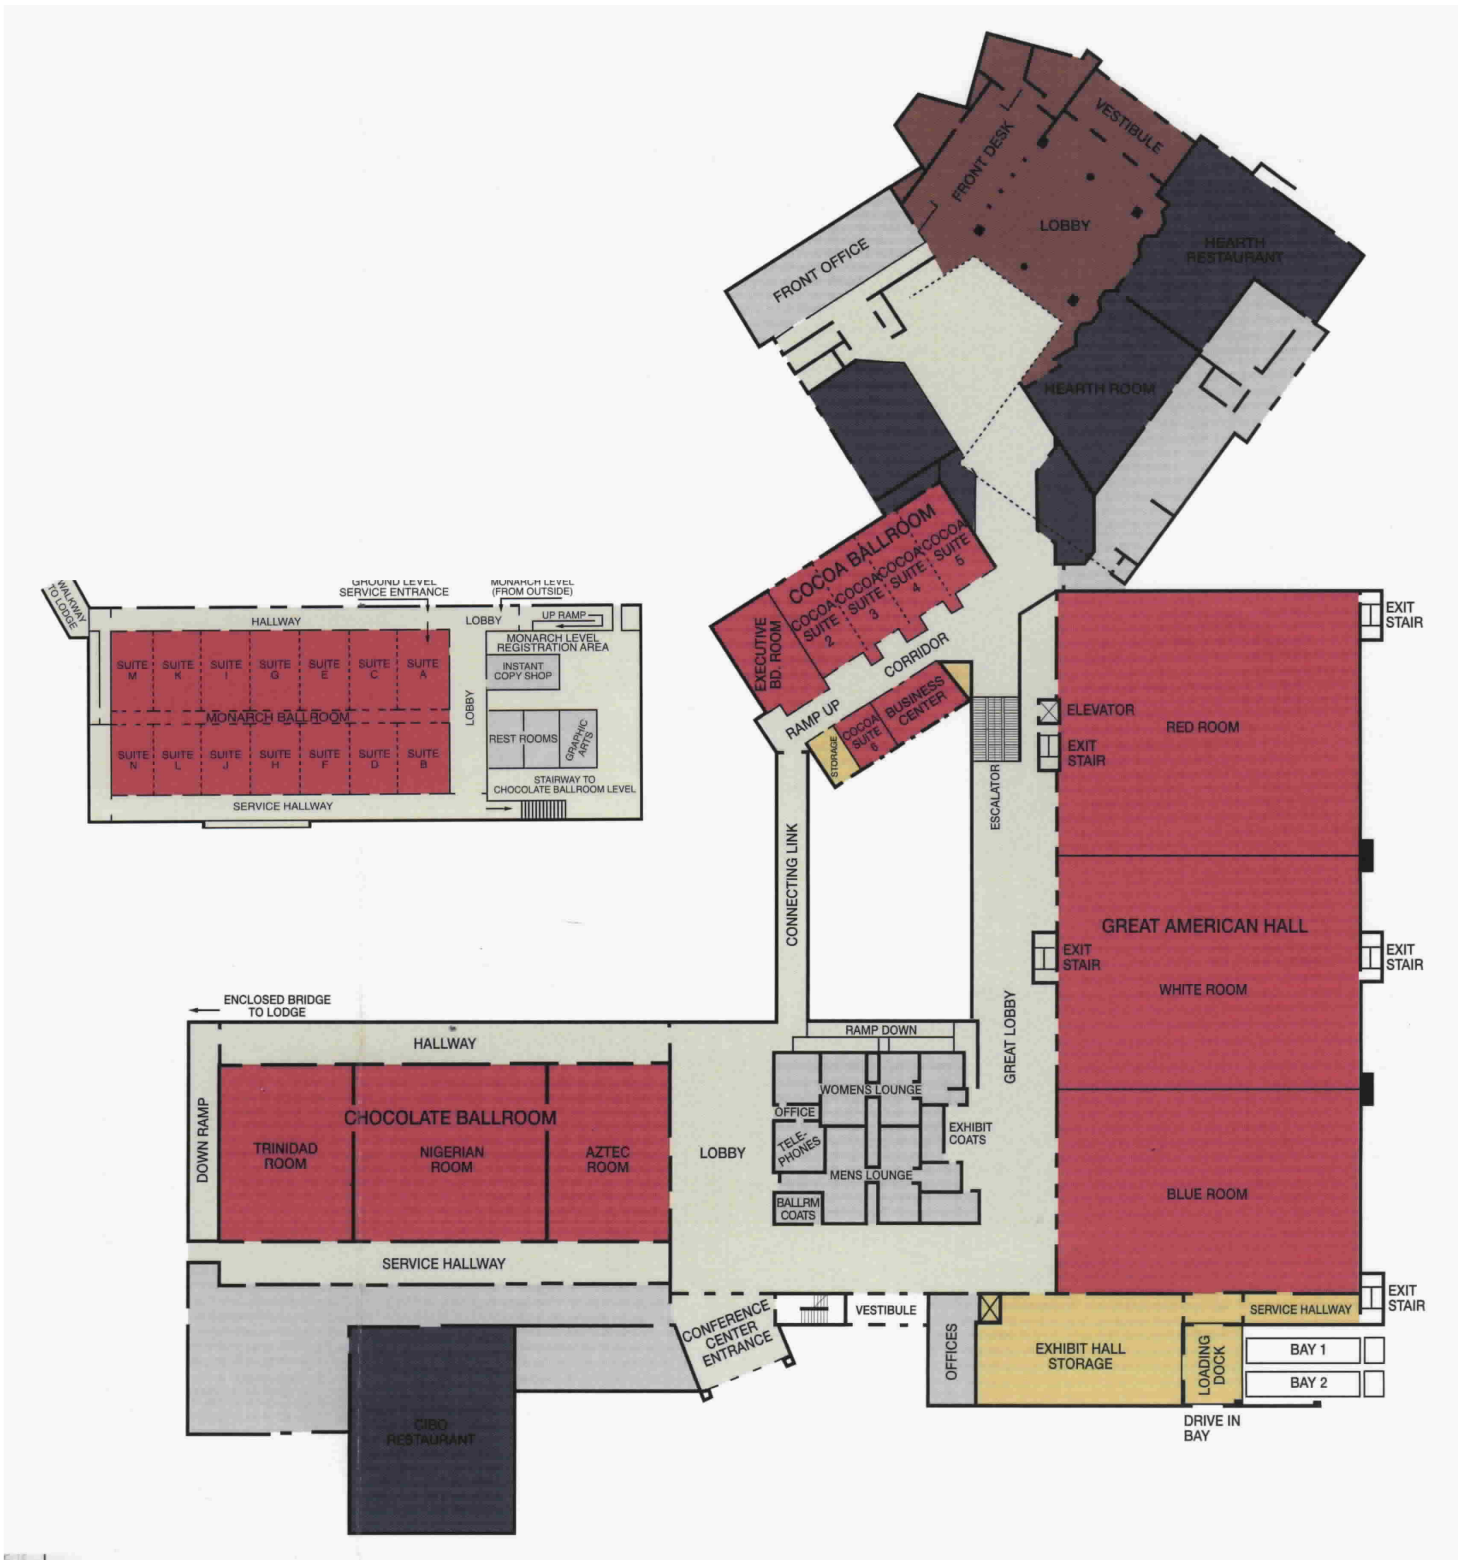 VESTIBULE
FRONT DESK
LOBBY
HEARTH
RESTAURANT
FRONT OFFICE
HEARTH ROOM
COCOA BALLROOM
COCOA
SUITE
5
COCOA
SUITE
4
COCOA
SUITE
3
COCOA
SUITE
2
EXECUTIVE
BD. ROOM
CORRIDOR
RAMP UP
BUSINESS
CENTER
COCOA
SUITE
6
STORAGE
WALKWAY
TO LODGE
GROUND LEVEL
SERVICE ENTRANCE
MONARCH LEVEL
(FROM OUTSIDE)
HALLWAY
LOBBY
UP RAMP
MONARCH LEVEL
REGISTRATION AREA
SUITE
M
SUITE
K
SUITE
I
SUITE
G
SUITE
E
SUITE
C
SUITE
A
INSTANT
COPY SHOP
LOBBY
MONARCH BALLROOM
REST ROOMS
GRAPHIC
ARTS
SUITE
N
SUITE
L
SUITE
J
SUITE
H
SUITE
F
SUITE
D
SUITE
B
STAIRWAY TO
CHOCOLATE BALLROOM LEVEL
SERVICE HALLWAY
EXIT
STAIR
ELEVATOR
EXIT
STAIR
RED ROOM
ESCALATOR
CONNECTING LINK
GREAT AMERICAN HALL
EXIT
STAIR
EXIT
STAIR
WHITE ROOM
ENCLOSED BRIDGE
TO LODGE
HALLWAY
RAMP DOWN
GREAT LOBBY
WOMENS LOUNGE
OFFICE
TELE-
PHONES
EXHIBIT
COATS
MENS LOUNGE
BALLRM
COATS
DOWN RAMP
CHOCOLATE BALLROOM
TRINIDAD
ROOM
NIGERIAN
ROOM
AZTEC
ROOM
LOBBY
BLUE ROOM
SERVICE HALLWAY
EXIT
STAIR
CONFERENCE
CENTER
ENTRANCE
VESTIBULE
OFFICES
EXHIBIT HALL
STORAGE
SERVICE HALLWAY
LOADING
DOCK
BAY 1
BAY 2
DRIVE IN
BAY
CIBO
RESTAURANT